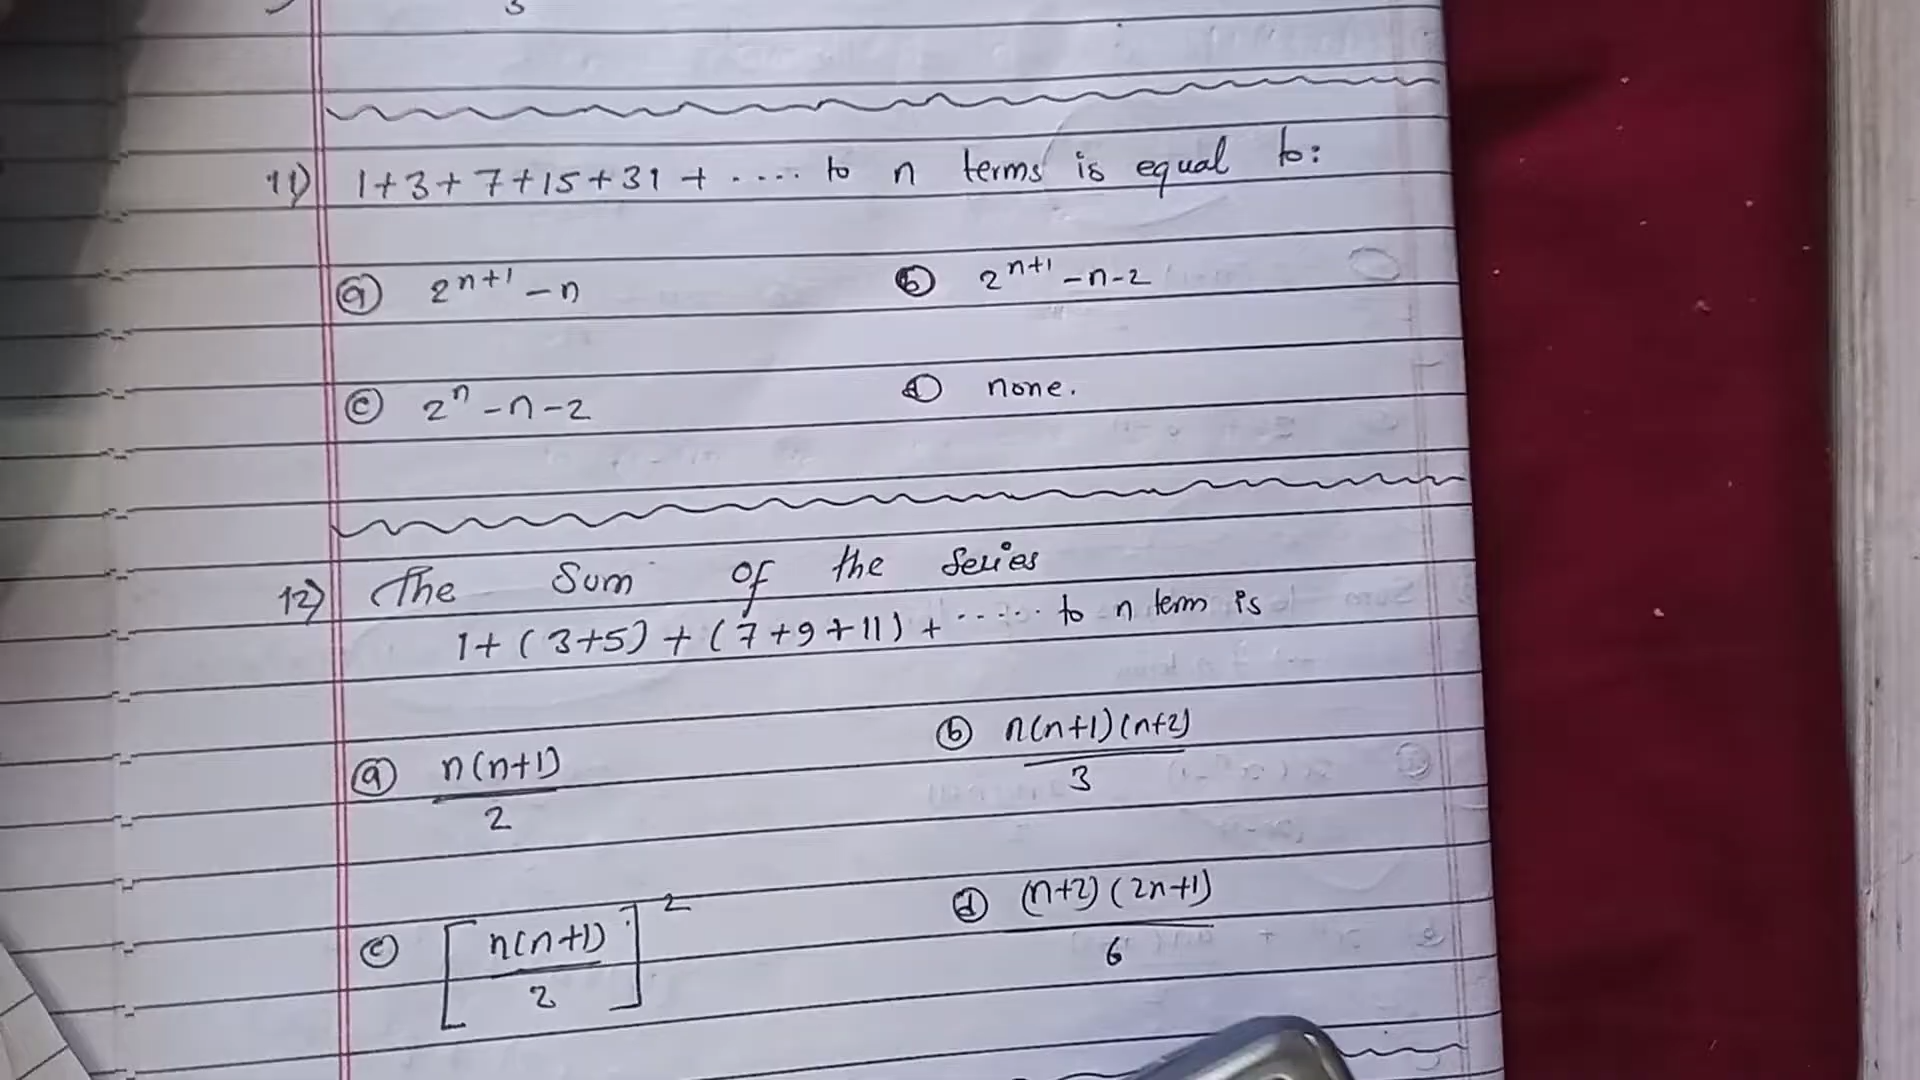 3
11) 1+3+7+15+31+ ..... to n terms is equal to:
ⓐ 2^{n+1} -n ⓑ 2^{n+1} -n-2
ⓒ 2^n -n-2 ⓓ none.
12) The Sum of the Series
1+(3+5)+(7+9+11)+ ..... to n term is
ⓐ n(n+1)/2 ⓑ n(n+1)(n+2)/3
ⓒ [n(n+1)/2]^2 ⓓ (n+2)(2n+1)/6